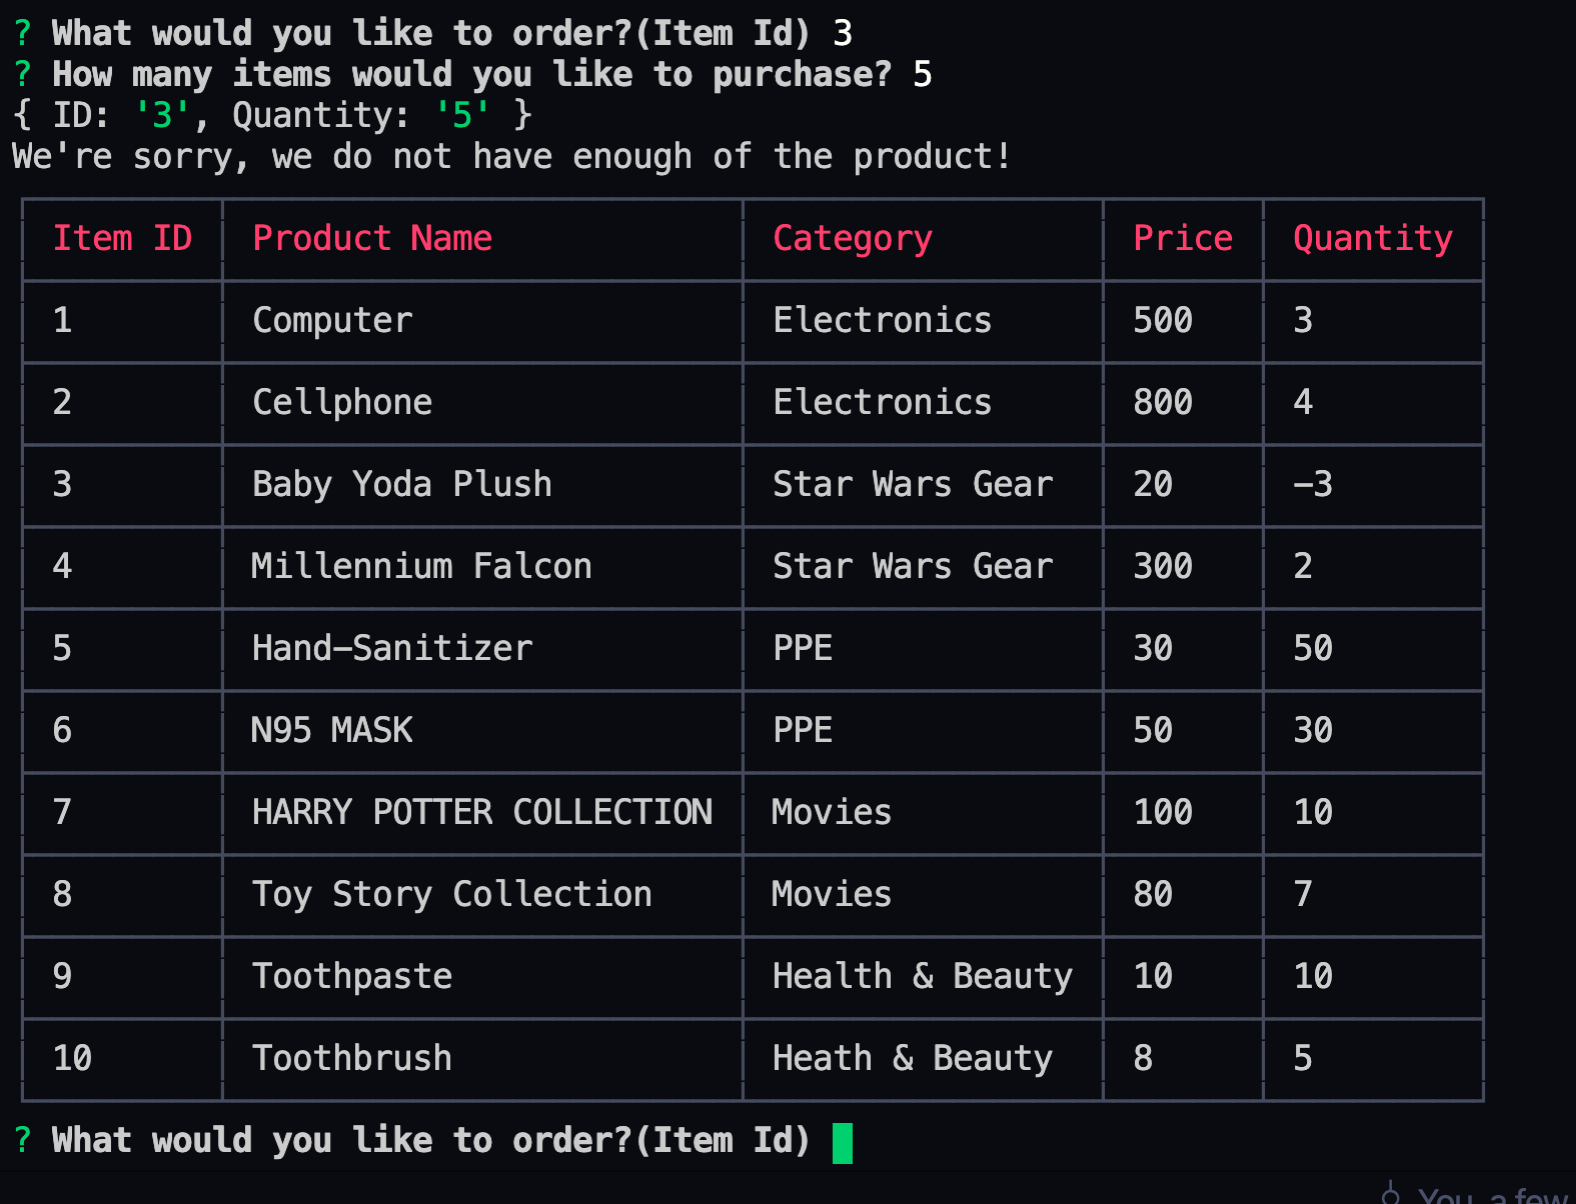 ? What would you like to order?(Item Id) 3
? How many items would you like to purchase? 5
{ ID: '3', Quantity: '5' }
We're sorry, we do not have enough of the product!
Item ID Product Name Category Price Quantity
1 Computer Electronics 500 3
2 Cellphone Electronics 800 4
3 Baby Yoda Plush Star Wars Gear 20 -3
4 Millennium Falcon Star Wars Gear 300 2
5 Hand-Sanitizer PPE 30 50
6 N95 MASK PPE 50 30
7 HARRY POTTER COLLECTION Movies 100 10
8 Toy Story Collection Movies 80 7
9 Toothpaste Health & Beauty 10 10
10 Toothbrush Heath & Beauty 8 5
? What would you like to order?(Item Id)
You, a few